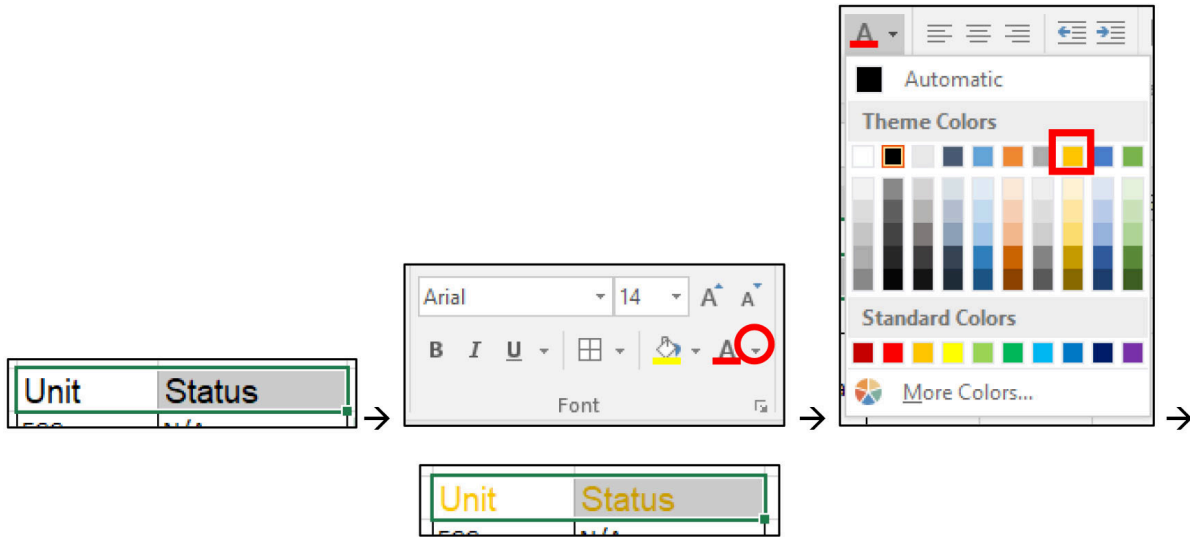 A
Automatic
Theme Colors
Standard Colors
More Colors...
Arial 14 A A
B I U A
Font
Unit Status
→ → →
Unit Status